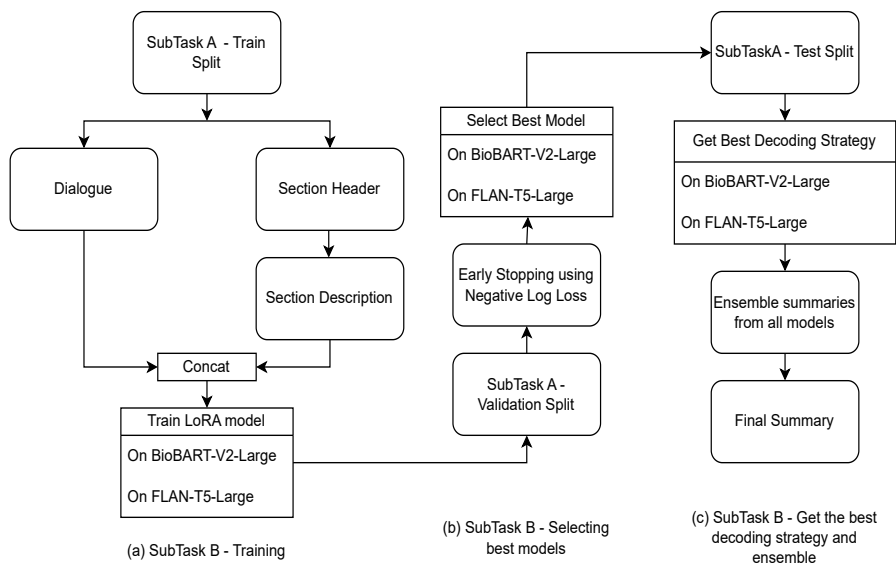 SubTask A - Train
Split
Dialogue
Section Header
Section Description
Concat
Train LoRA model
On BioBART-V2-Large
On FLAN-T5-Large
(a) SubTask B - Training
Select Best Model
On BioBART-V2-Large
On FLAN-T5-Large
Early Stopping using
Negative Log Loss
SubTask A -
Validation Split
(b) SubTask B - Selecting
best models
SubTaskA - Test Split
Get Best Decoding Strategy
On BioBART-V2-Large
On FLAN-T5-Large
Ensemble summaries
from all models
Final Summary
(c) SubTask B - Get the best
decoding strategy and
ensemble